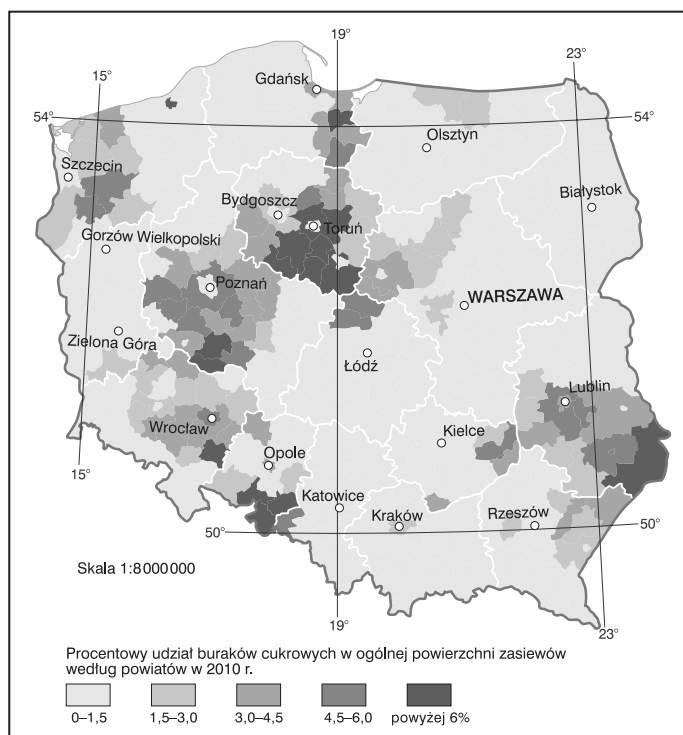 19°
23°
15°
Gdańsk
54°
54°
Olsztyn
Szczecin
Białystok
Bydgoszcz
Toruń
Gorzów Wielkopolski
Poznań
WARSZAWA
Zielona Góra
Łódź
Lublin
Wrocław
Kielce
15°
Opole
Katowice
Kraków
Rzeszów
50°
50°
Skala 1:8 000 000
19°
23°
Procentowy udział buraków cukrowych w ogólnej powierzchni zasiewów
według powiatów w 2010 r.
0–1,5 1,5–3,0 3,0–4,5 4,5–6,0 powyżej 6%